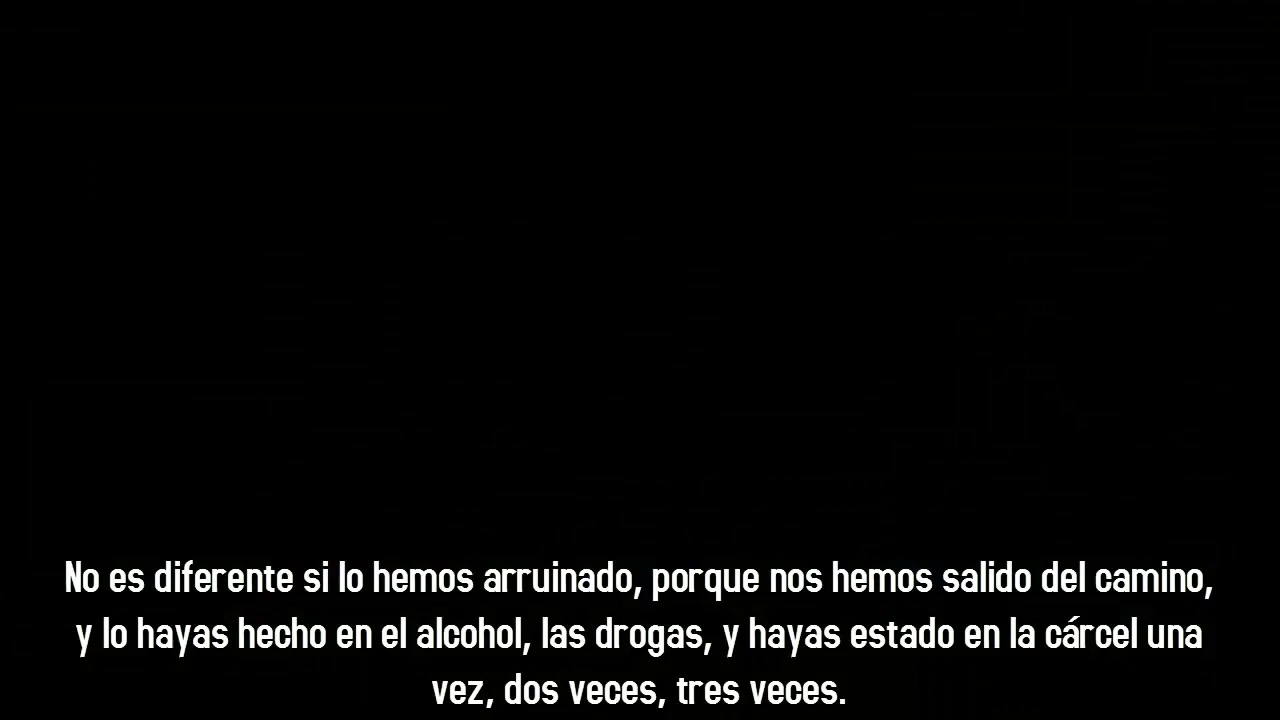 No es diferente si lo hemos arruinado, porque nos hemos salido del camino,
y lo hayas hecho en el alcohol, las drogas, y hayas estado en la cárcel una
vez, dos veces, tres veces.